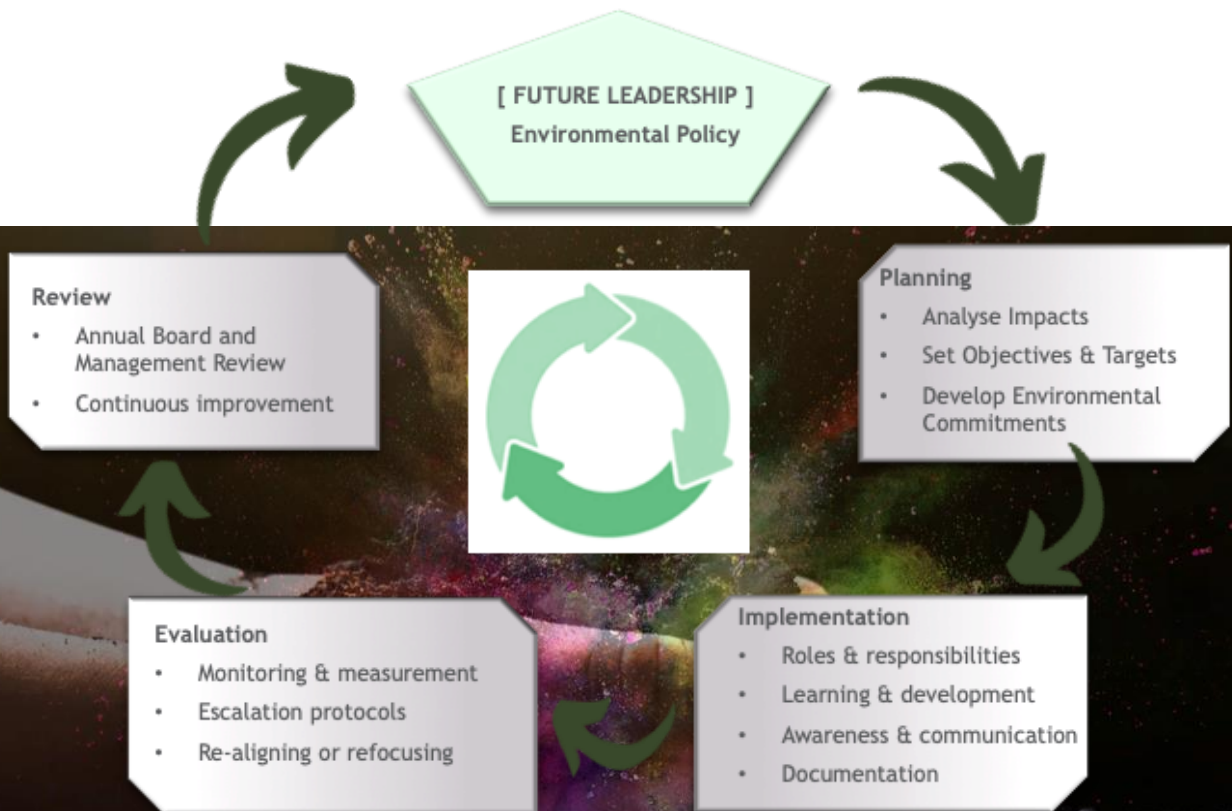 [ FUTURE LEADERSHIP ]
Environmental Policy
Planning
• Analyse Impacts
• Set Objectives & Targets
• Develop Environmental
Commitments
Implementation
• Roles & responsibilities
• Learning & development
• Awareness & communication
• Documentation
Evaluation
• Monitoring & measurement
• Escalation protocols
• Re-aligning or refocusing
Review
• Annual Board and
Management Review
• Continuous improvement